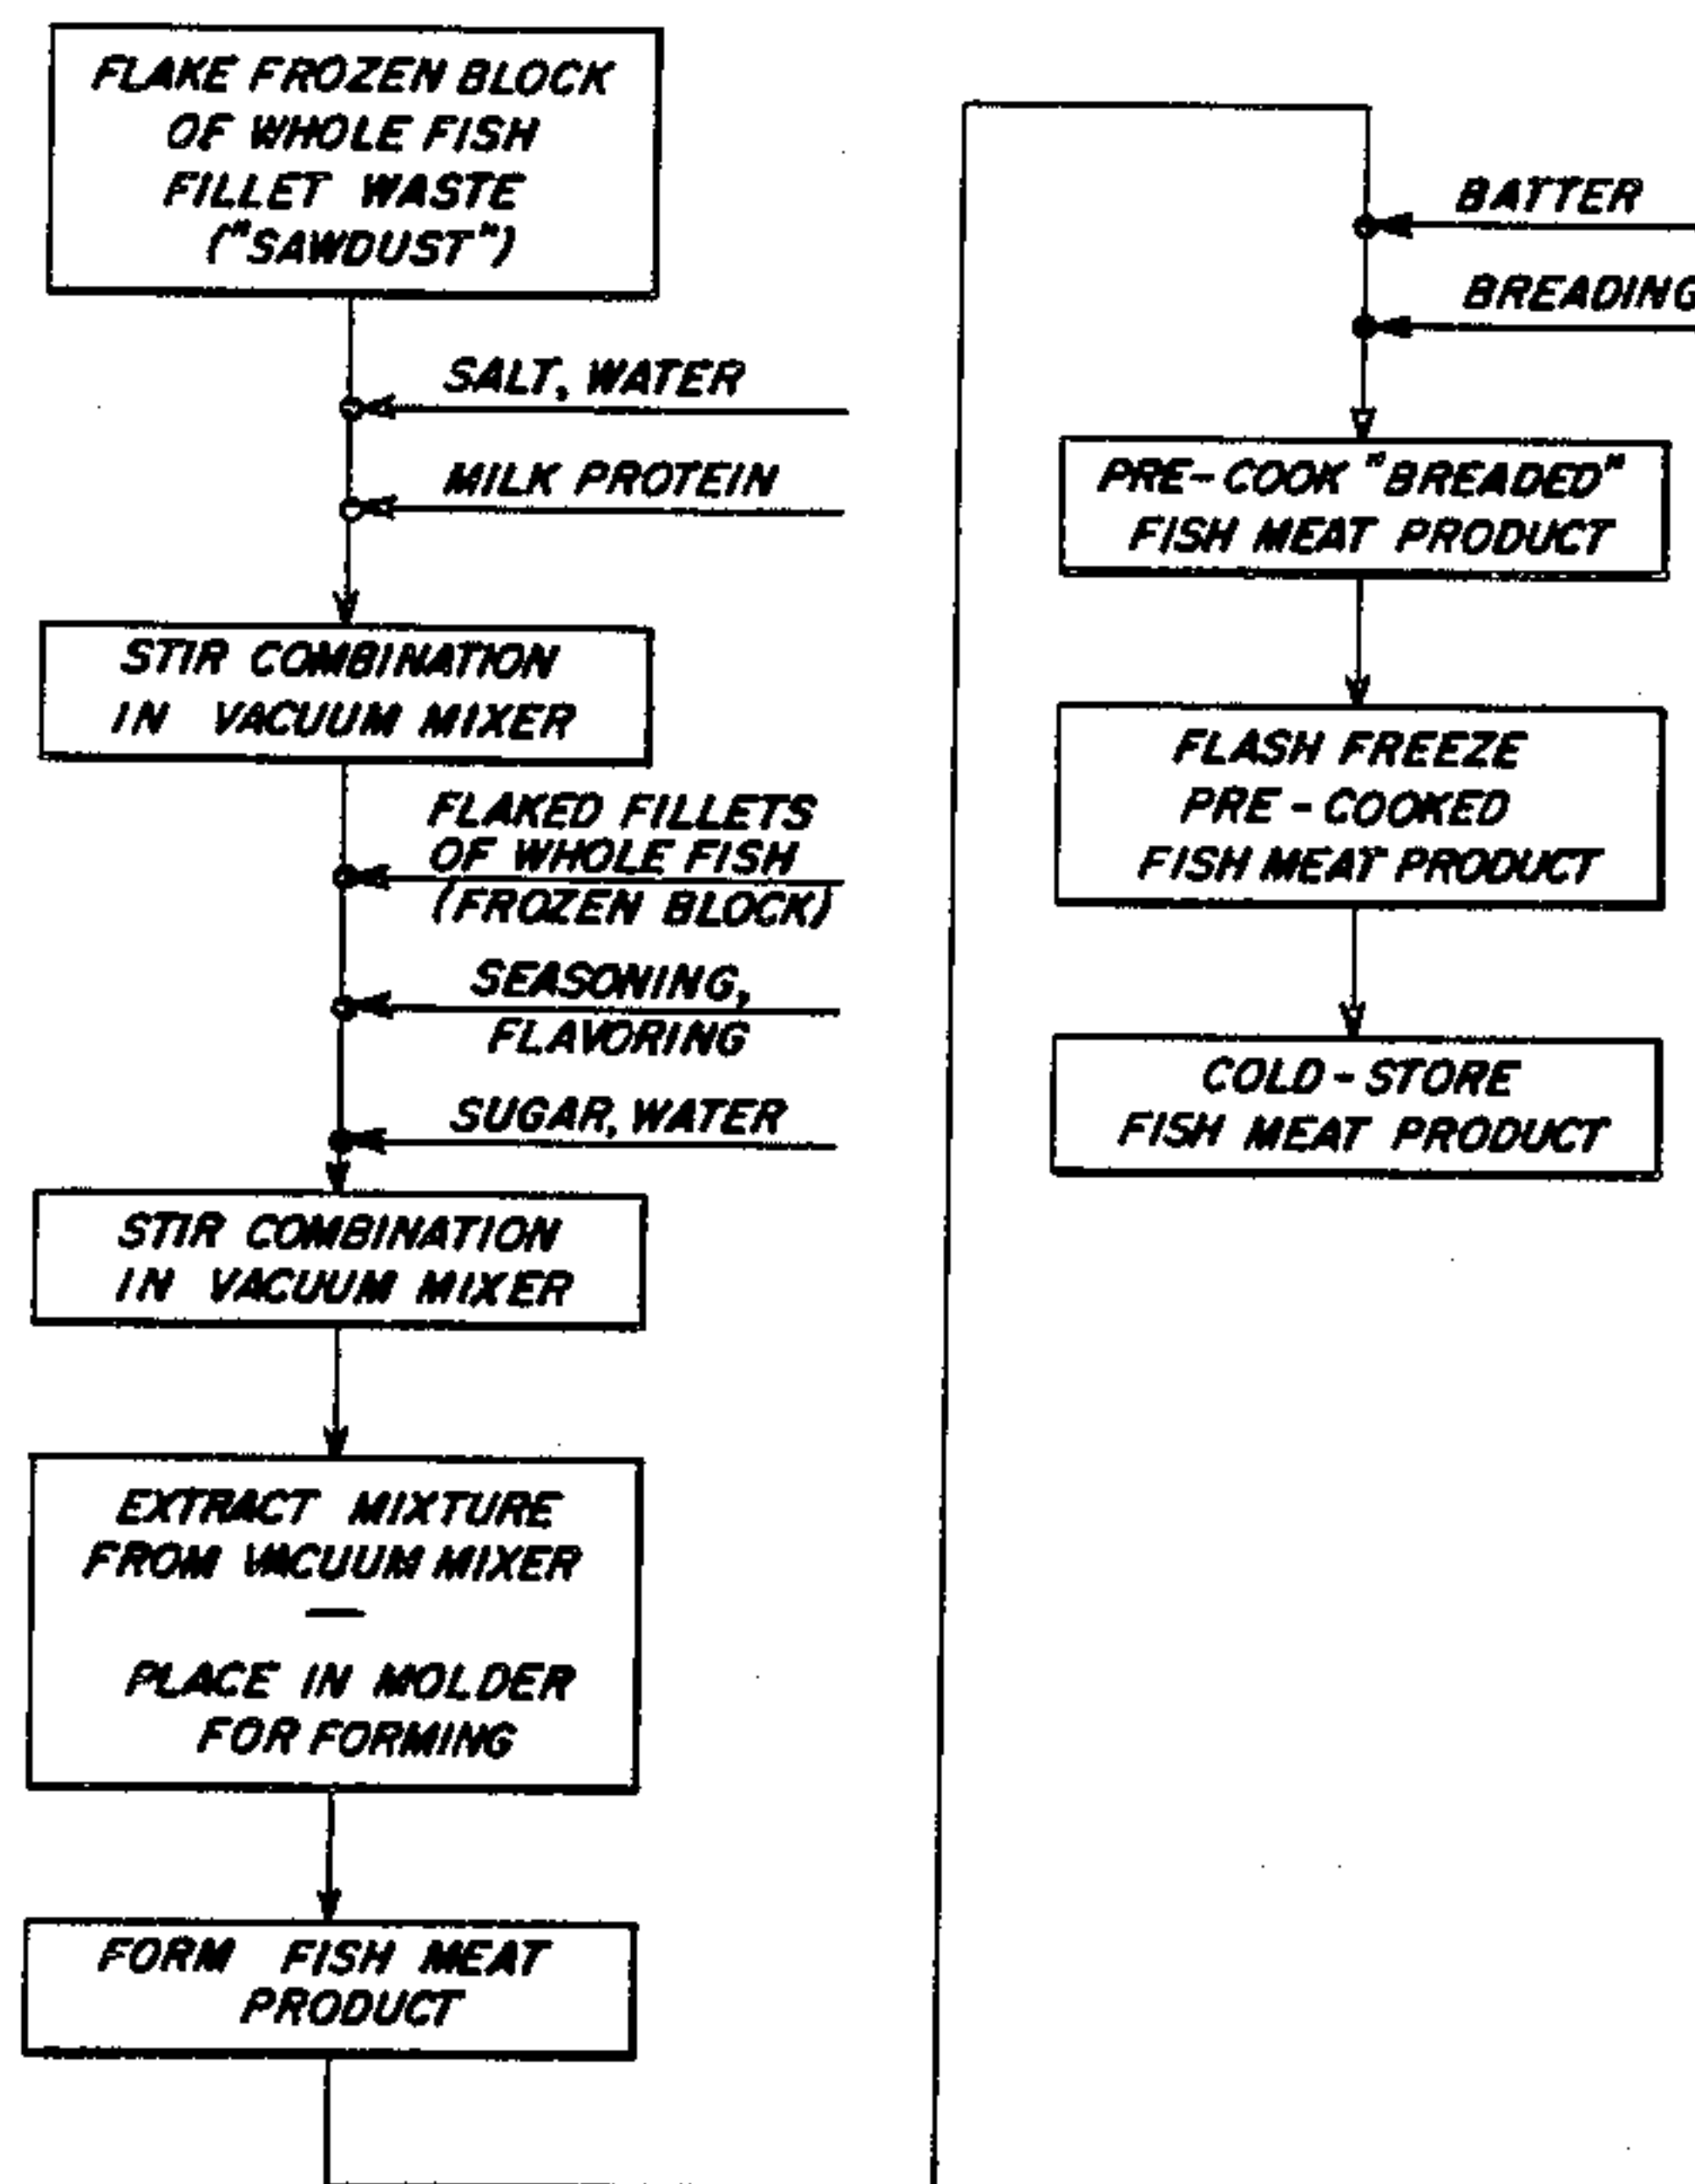 FLAKE FROZEN BLOCK
OF WHOLE FISH
FILLET WASTE
("SAWDUST")
SALT, WATER
MILK PROTEIN
STIR COMBINATION
IN VACUUM MIXER
FLAKED FILLETS
OF WHOLE FISH
(FROZEN BLOCK)
SEASONING,
FLAVORING
SUGAR, WATER
STIR COMBINATION
IN VACUUM MIXER
EXTRACT MIXTURE
FROM VACUUM MIXER
—
PLACE IN MOLDER
FOR FORMING
FORM FISH MEAT
PRODUCT
BATTER
BREADING
PRE-COOK "BREADED"
FISH MEAT PRODUCT
FLASH FREEZE
PRE-COOKED
FISH MEAT PRODUCT
COLD-STORE
FISH MEAT PRODUCT